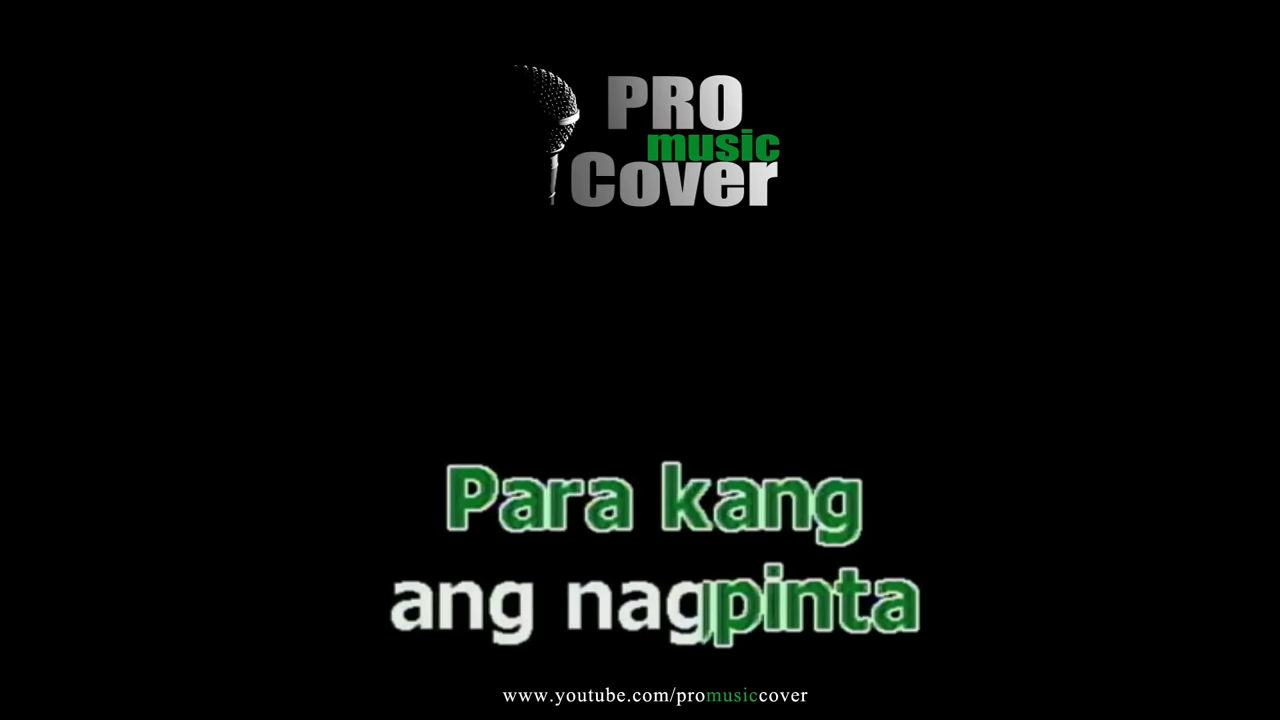 PRO
music
Cover
Para kang
ang nagpinta
www.youtube.com/promusiccover